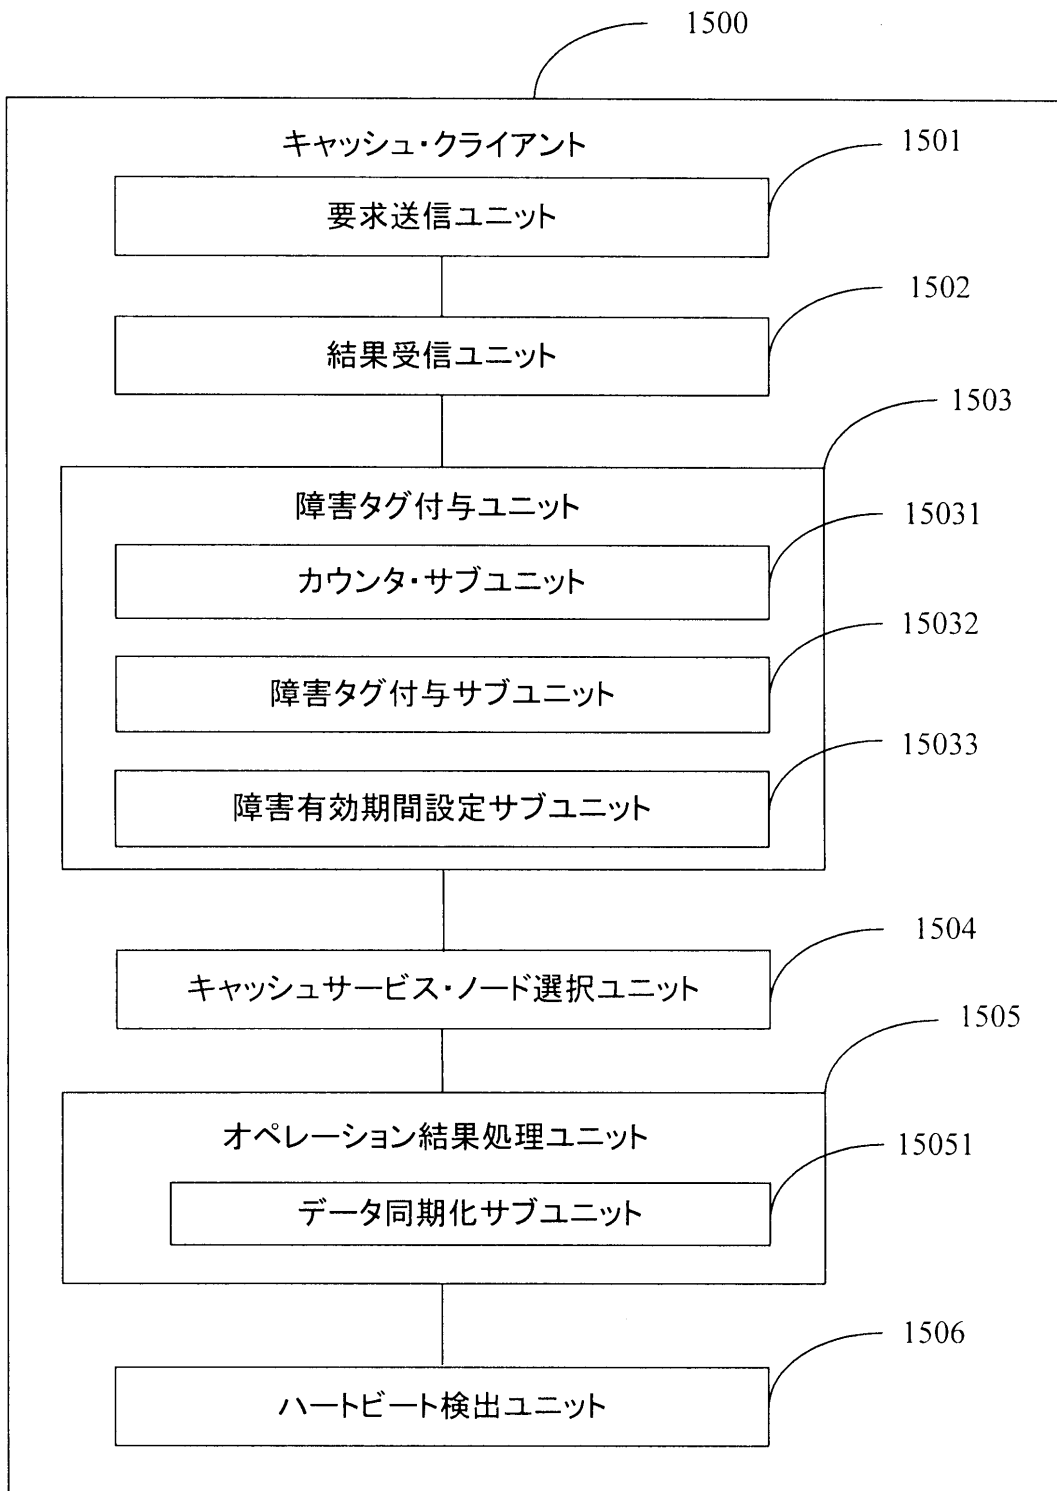 1500
キャッシュ・クライアント
1501
要求送信ユニット
1502
結果受信ユニット
1503
障害タグ付与ユニット
15031
カウンタ・サブユニット
15032
障害タグ付与サブユニット
15033
障害有効期間設定サブユニット
1504
キャッシュサービス・ノード選択ユニット
1505
オペレーション結果処理ユニット
15051
データ同期化サブユニット
1506
ハートビート検出ユニット